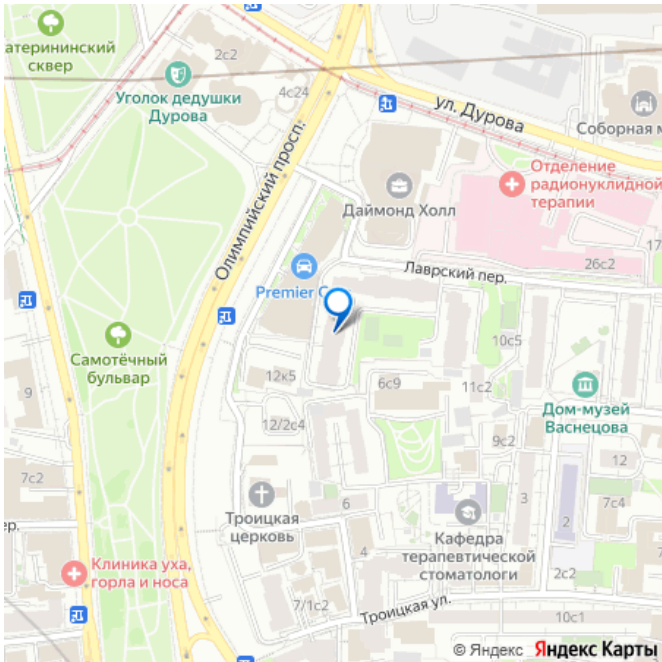 атерининский
сквер
2с2
Уголок дедушки
Дурова
4с24
ул. Дурова
Соборная м
Олимпийский просп.
Даймонд Холл
Отделение
радионуклидной
терапии
17
26с2
Лаврский пер.
Premier C
Самотёчный
бульвар
10с5
9
12к5
6с9
11с2
Дом-музей
Васнецова
12/2с4
9с2
12
7с2
6
3
7с4
Троицкая
церковь
Кафедра
терапевтической
стоматологи
2
ер.
4
Клиника уха,
горла и носа
2с2
7/1с2
Троицкая ул.
10с1
© Яндекс Яндекс Карты